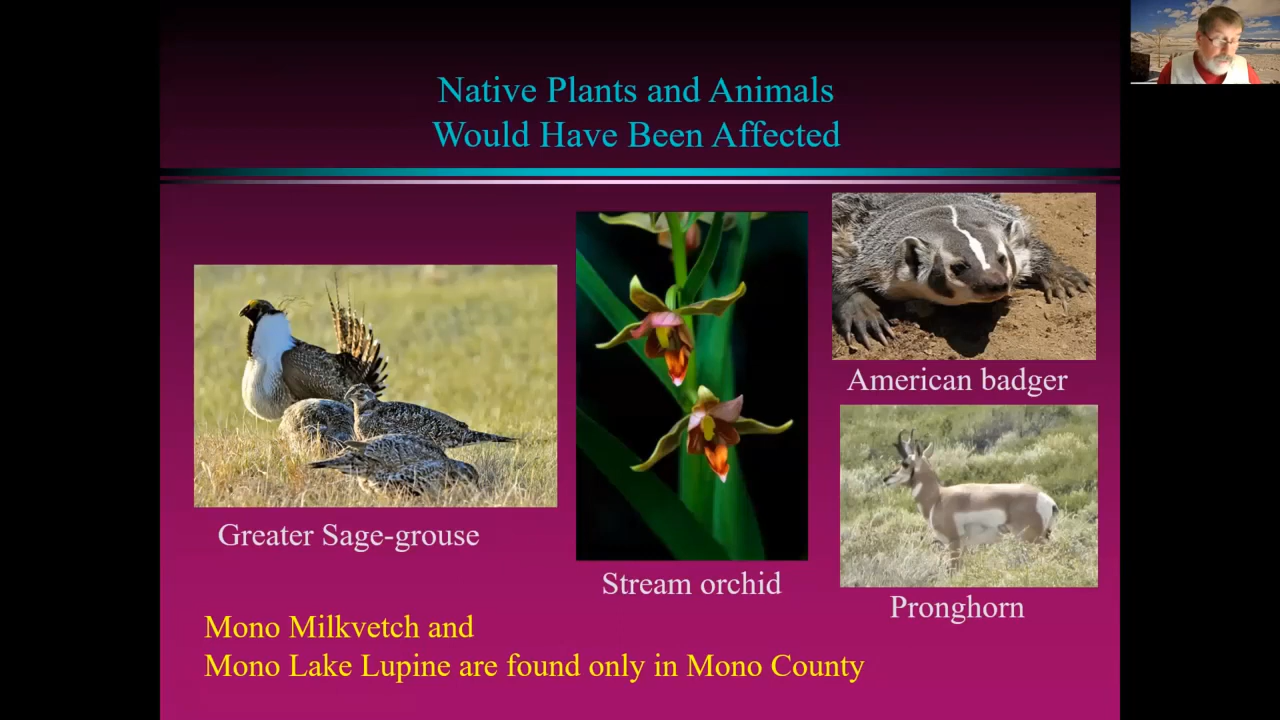 Native Plants and Animals
Would Have Been Affected
Greater Sage-grouse
Stream orchid
American badger
Pronghorn
Mono Milkvetch and
Mono Lake Lupine are found only in Mono County